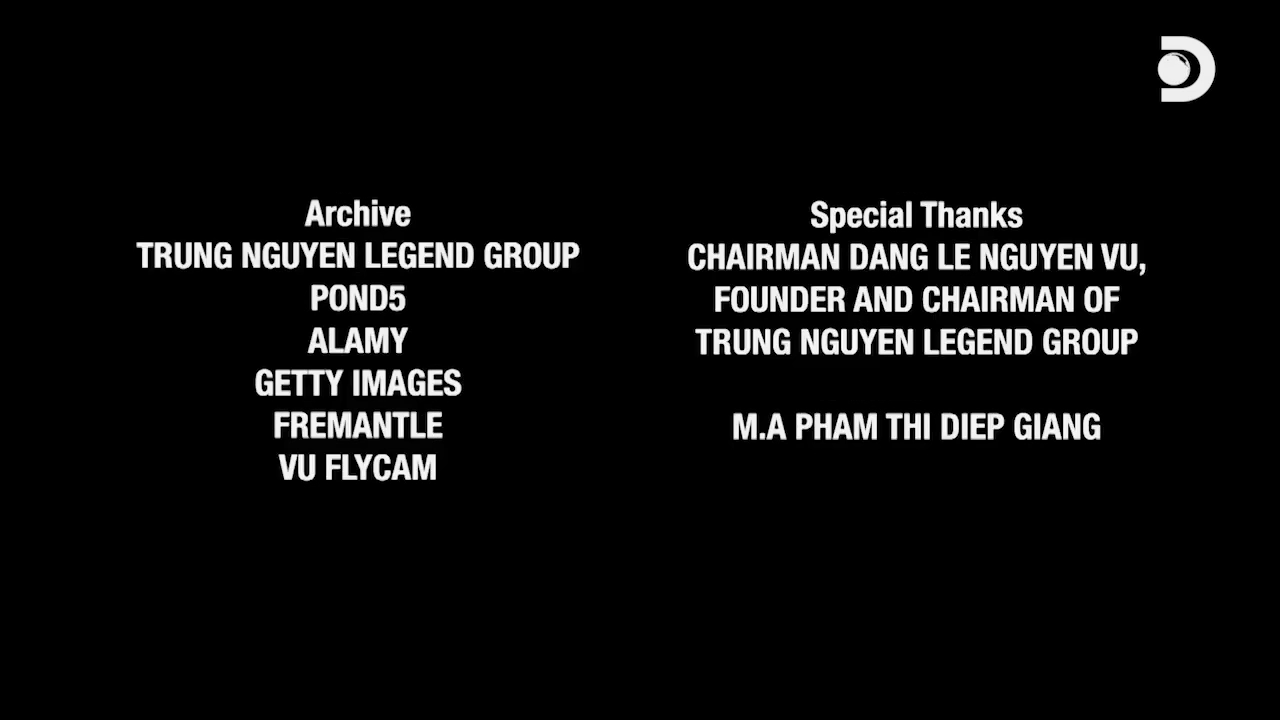 Archive
TRUNG NGUYEN LEGEND GROUP
POND5
ALAMY
GETTY IMAGES
FREMANTLE
VU FLYCAM
Special Thanks
CHAIRMAN DANG LE NGUYEN VU,
FOUNDER AND CHAIRMAN OF
TRUNG NGUYEN LEGEND GROUP
M.A PHAM THI DIEP GIANG